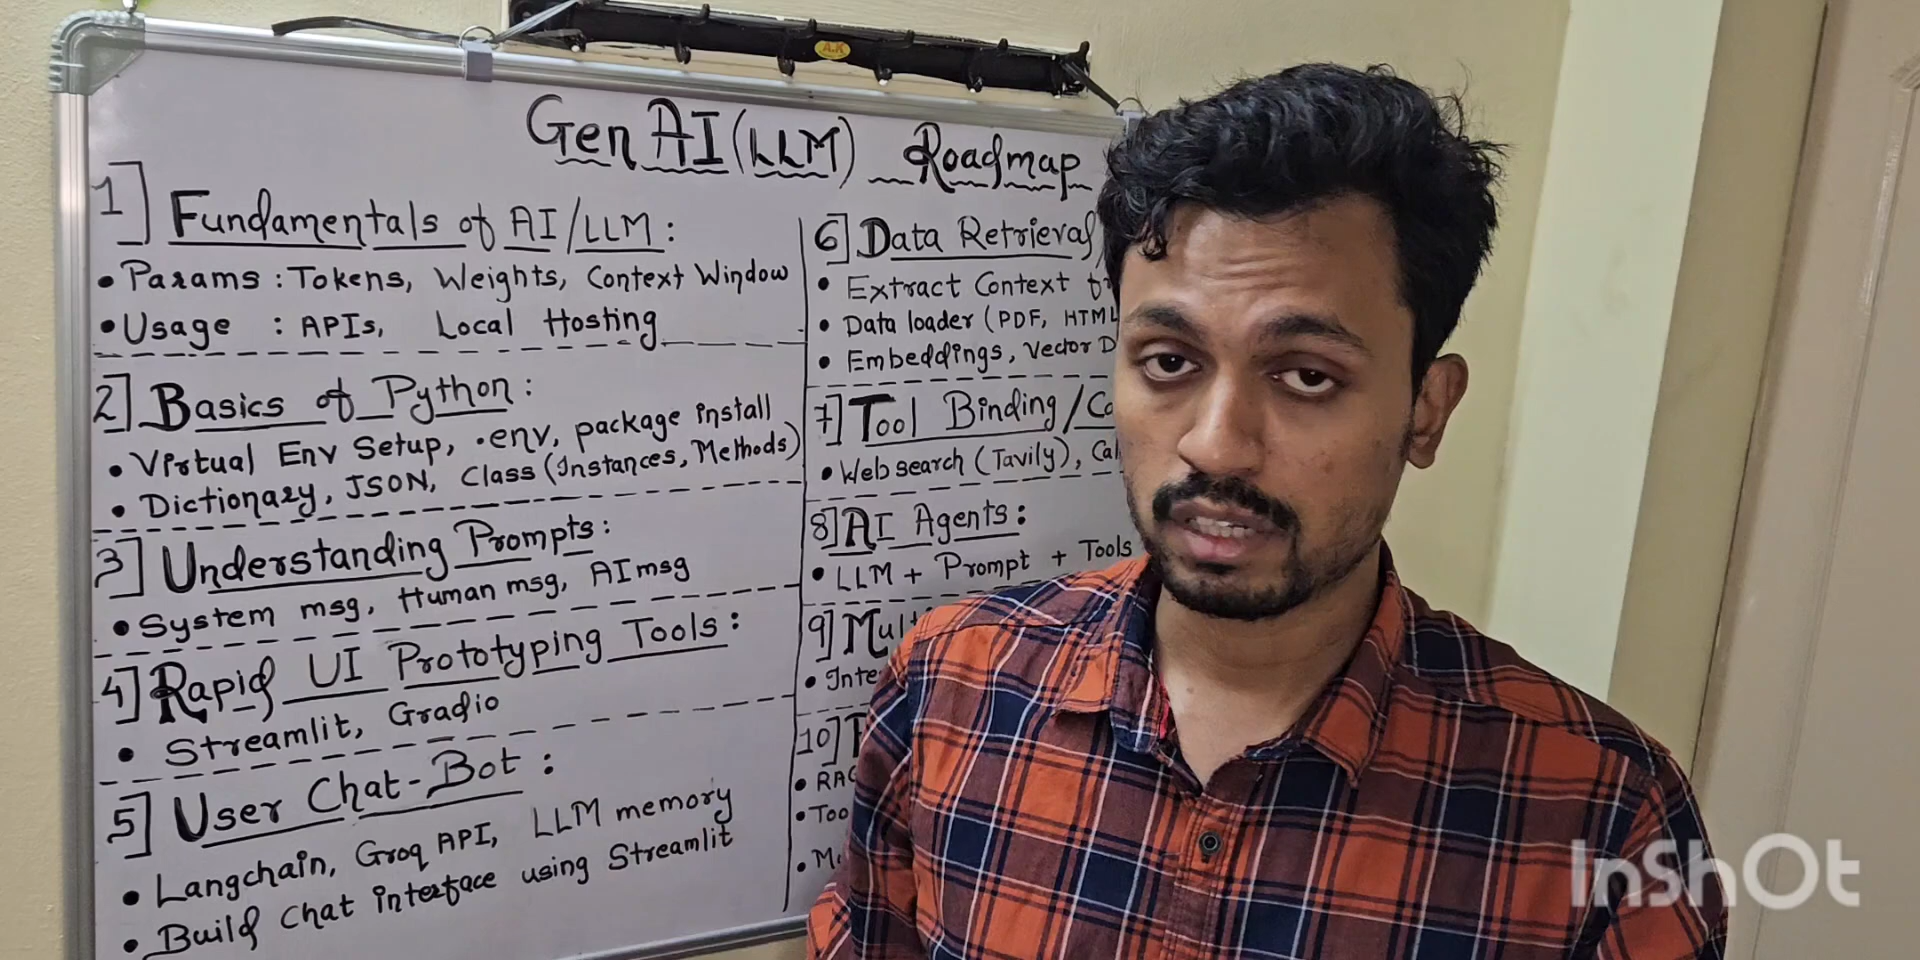 A.K
Gen AI (LLM) Roadmap
1] Fundamentals of AI/LLM:
• Params : Tokens, Weights, Context Window
• Usage : APIs, Local Hosting
2] Basics of Python:
• Virtual Env Setup, .env, package install
• Dictionary, JSON, Class (Instances, Methods)
3] Understanding Prompts:
• System msg, Human msg, AI msg
4] Rapid UI Prototyping Tools:
• Streamlit, Gradio
5] User Chat-Bot:
• Langchain, Groq API, LLM memory
• Build Chat interface using Streamlit
6] Data Retrieval
• Extract Context
• Data loader (PDF, HTML
• Embeddings, Vector D
7] Tool Binding/
• Web search (Tavily),
8] AI Agents:
• LLM + Prompt + Tools
9]
10]
InShOt